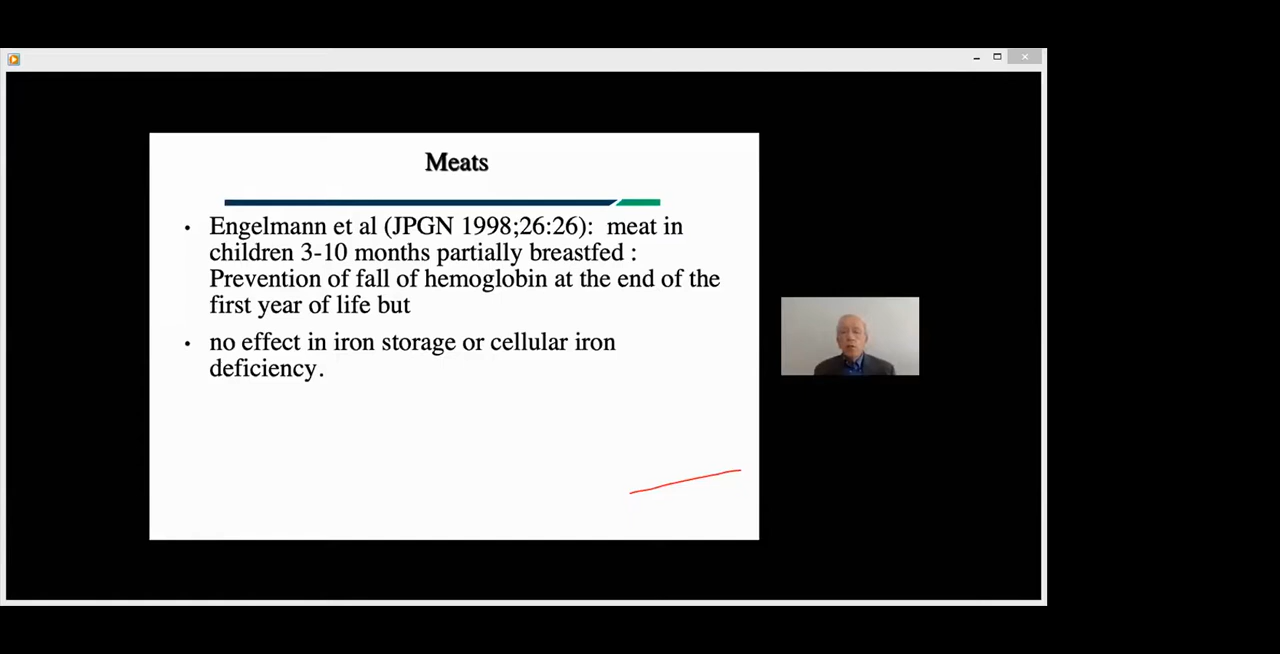 Meats
• Engelmann et al (JPGN 1998;26:26): meat in
children 3-10 months partially breastfed :
Prevention of fall of hemoglobin at the end of the
first year of life but
• no effect in iron storage or cellular iron
deficiency.